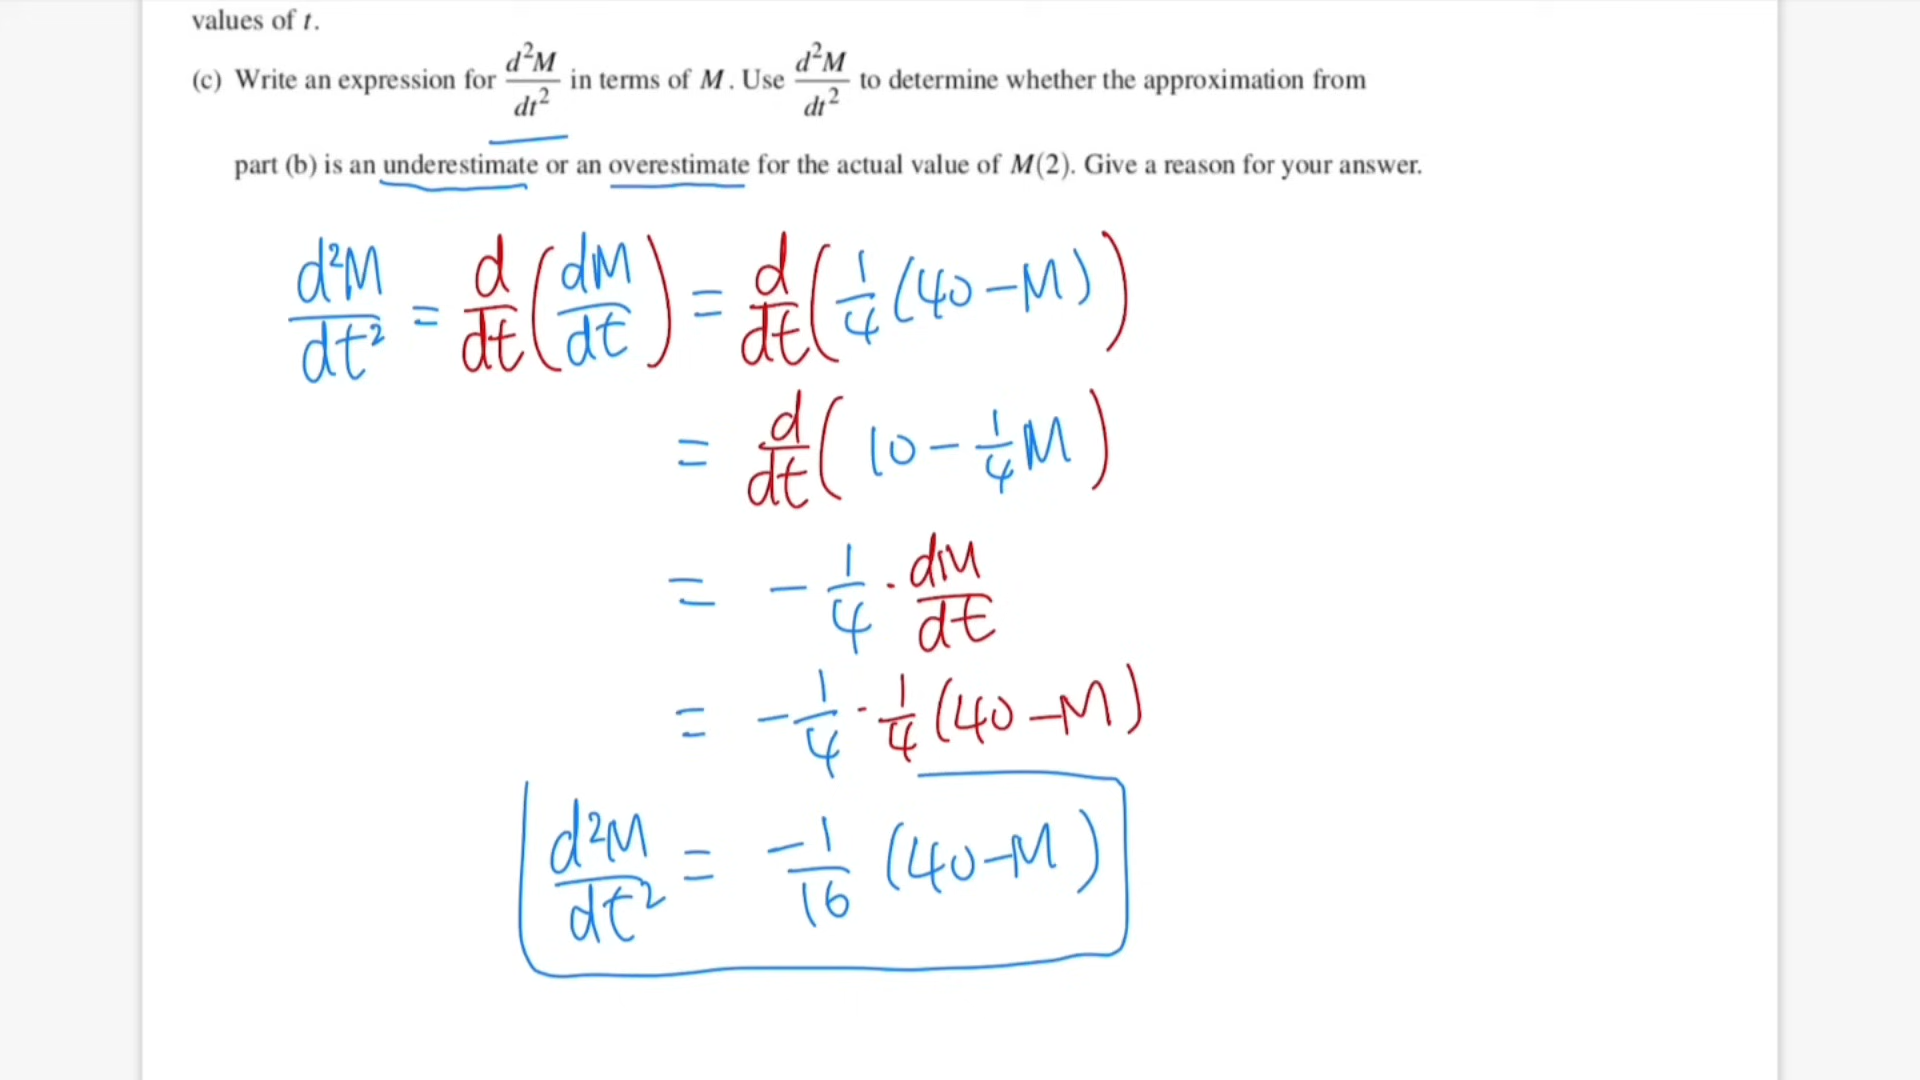 values of t.
(c) Write an expression for d²M/dt² in terms of M. Use d²M/dt² to determine whether the approximation from
part (b) is an underestimate or an overestimate for the actual value of M(2). Give a reason for your answer.
d²M/dt² = d/dt(dM/dt) = d/dt(1/4(40-M))
= d/dt(10-1/4M)
= -1/4·dM/dt
= -1/4·1/4(40-M)
d²M/dt² = -1/16(40-M)